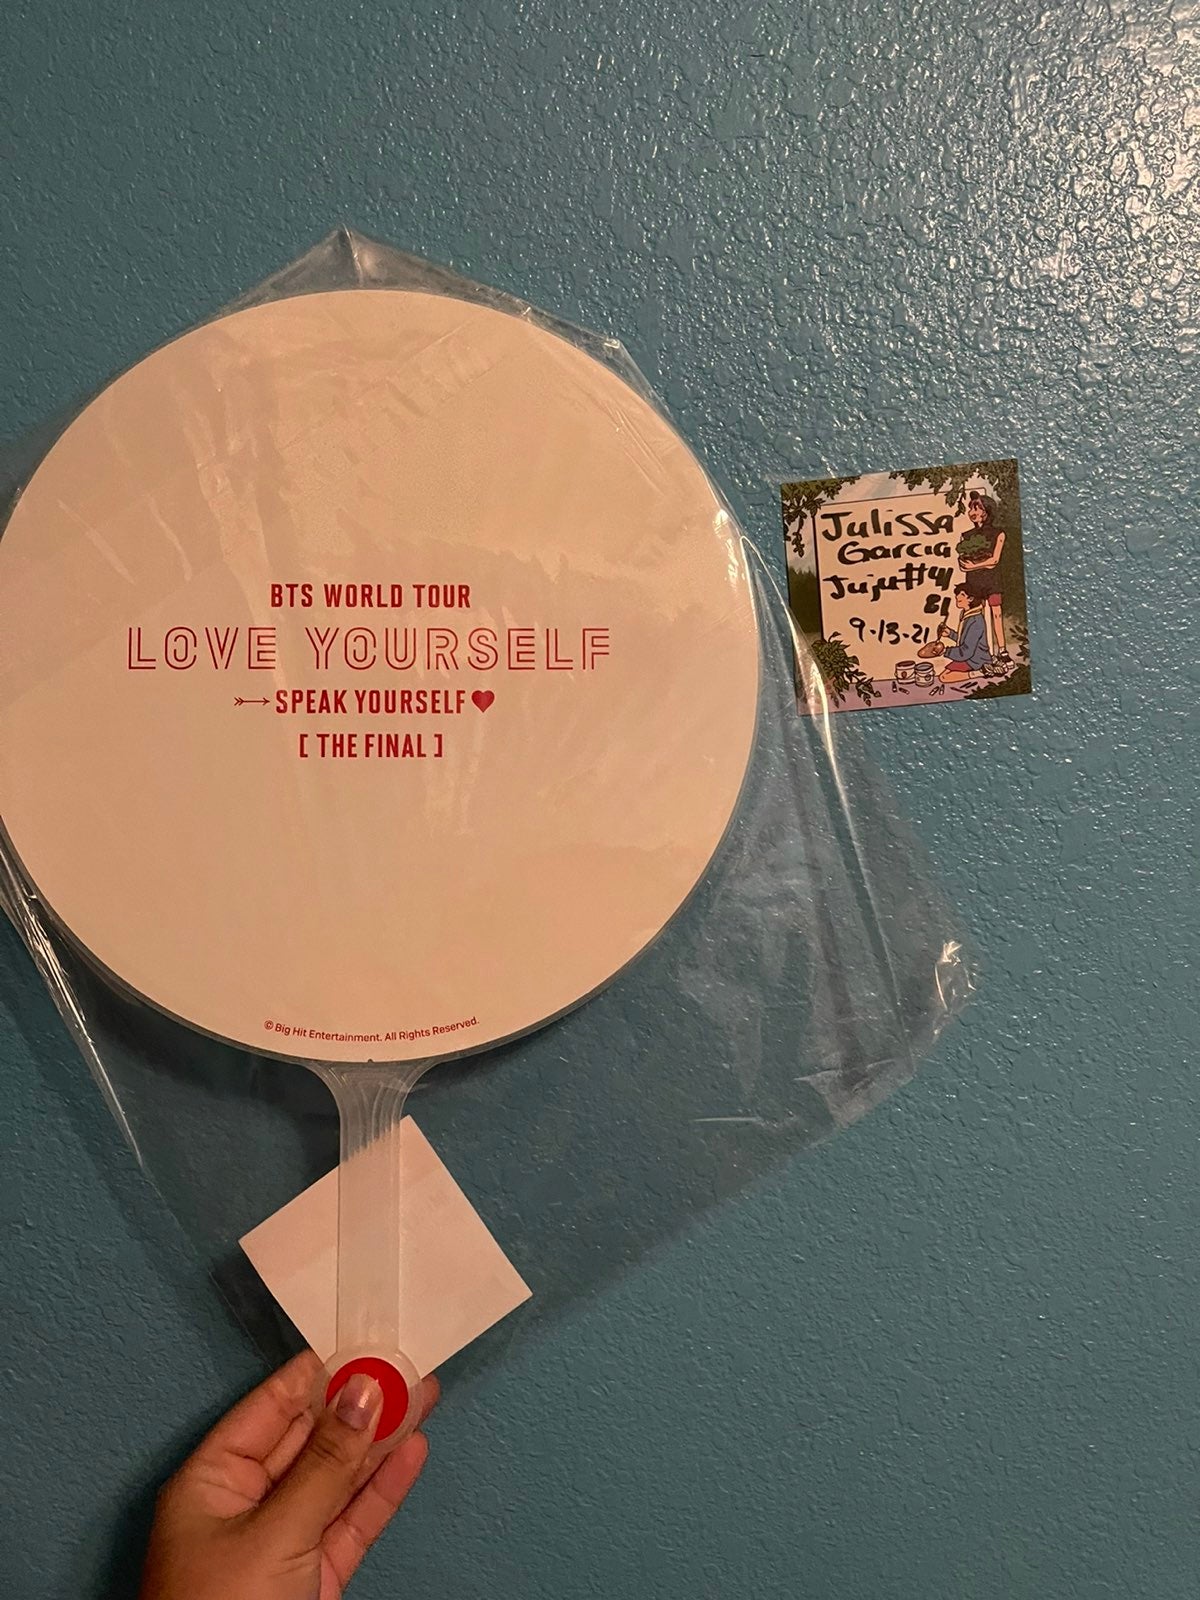 BTS WORLD TOUR
LOVE YOURSELF
SPEAK YOURSELF
[ THE FINAL ]
© Big Hit Entertainment. All Rights Reserved.
Julissa
Garcia
81
9-13-21